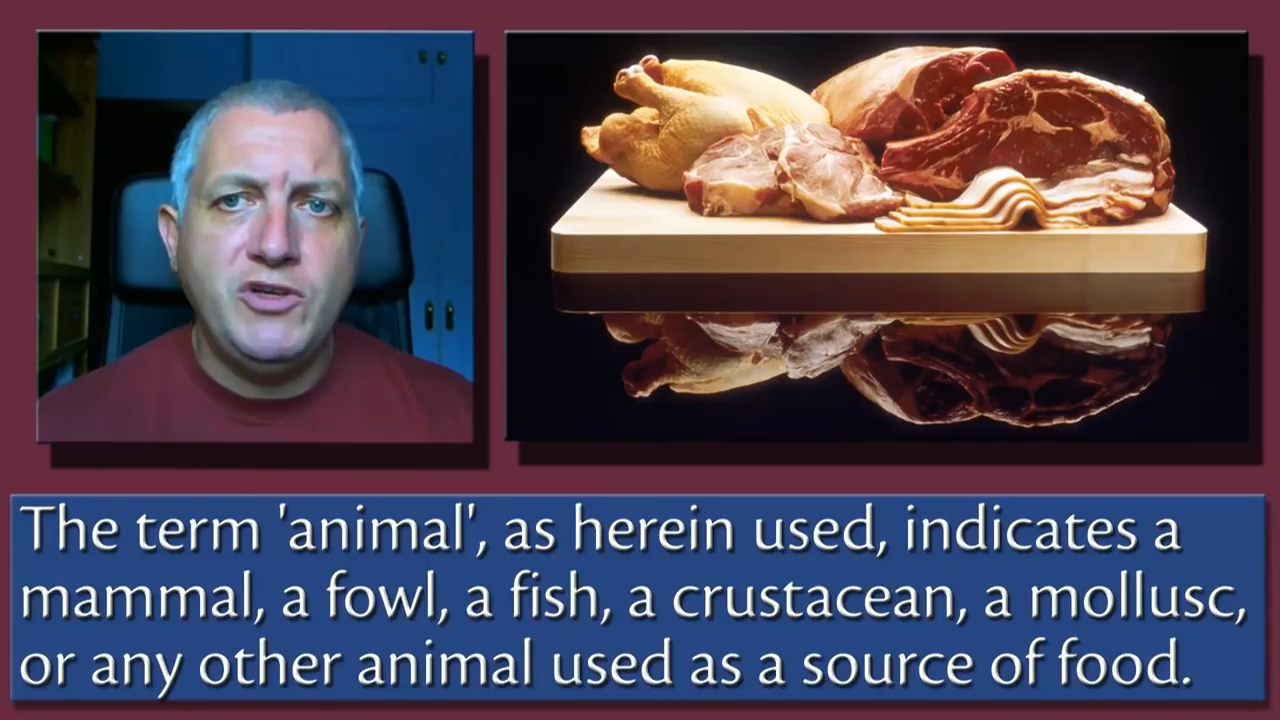 The term 'animal', as herein used, indicates a
mammal, a fowl, a fish, a crustacean, a mollusc,
or any other animal used as a source of food.